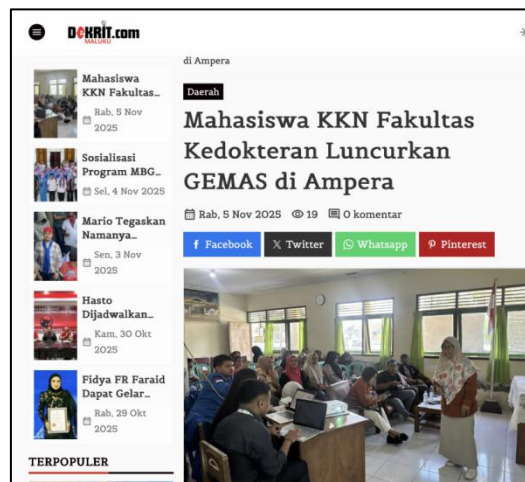 DeKRIT.com
MALUKU
Mahasiswa
KKN Fakultas...
Rab, 5 Nov
2025
Sosialisasi
Program MBG...
Sel, 4 Nov 2025
Mario Tegaskan
Namanya...
Sen, 3 Nov
2025
Hasto
Dijadwalkan...
Kam, 30 Okt
2025
Fidya FR Faraid
Dapat Gelar...
Rab, 29 Okt
2025
TERPOPULER
di Ampera
Daerah
Mahasiswa KKN Fakultas
Kedokteran Luncurkan
GEMAS di Ampera
Rab, 5 Nov 2025 19 0 komentar
Facebook Twitter Whatsapp Pinterest